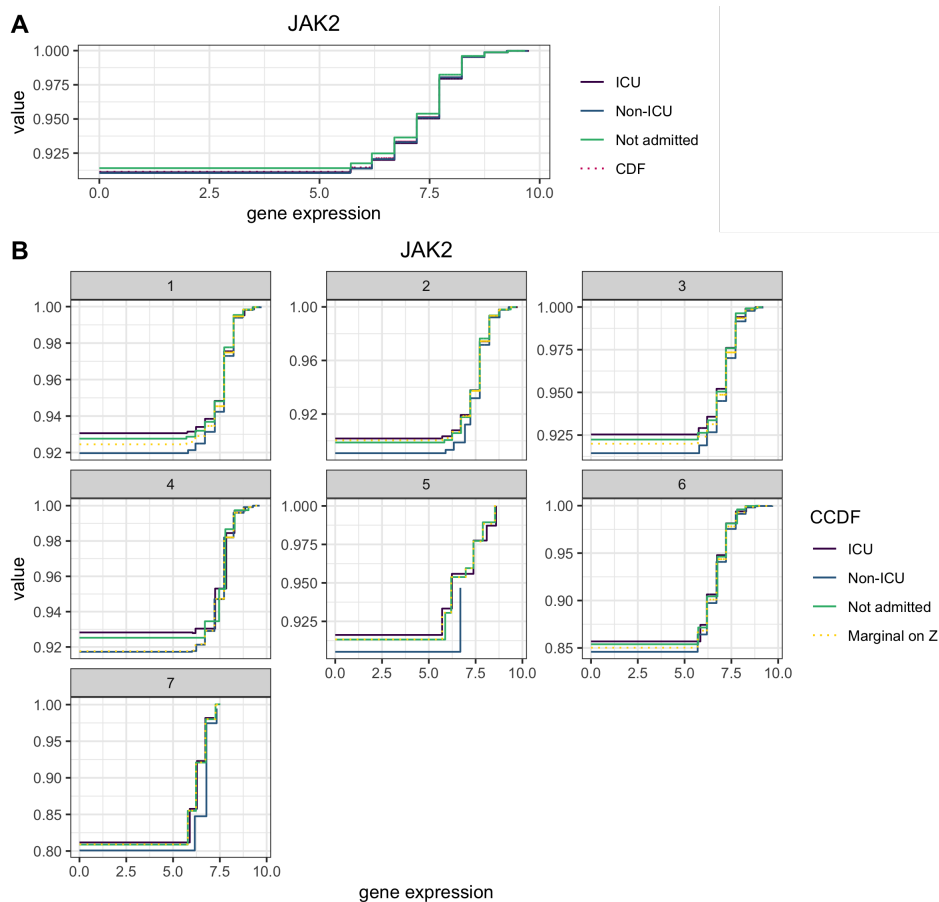 A
JAK2
1.000
0.975
0.950
0.925
value
0.0 2.5 5.0 7.5 10.0
gene expression
ICU
Non-ICU
Not admitted
CDF
B
JAK2
1 2 3
1.00
0.98
0.96
0.94
0.92
1.00
0.96
0.92
1.000
0.975
0.950
0.925
4 5 6
1.00
0.98
0.96
0.94
0.92
1.000
0.975
0.950
0.925
1.00
0.95
0.90
0.85
0.0 2.5 5.0 7.5 10.0
0.0 2.5 5.0 7.5 10.0
7
1.00
0.95
0.90
0.85
0.80
0.0 2.5 5.0 7.5 10.0
value
gene expression
CCDF
ICU
Non-ICU
Not admitted
Marginal on Z